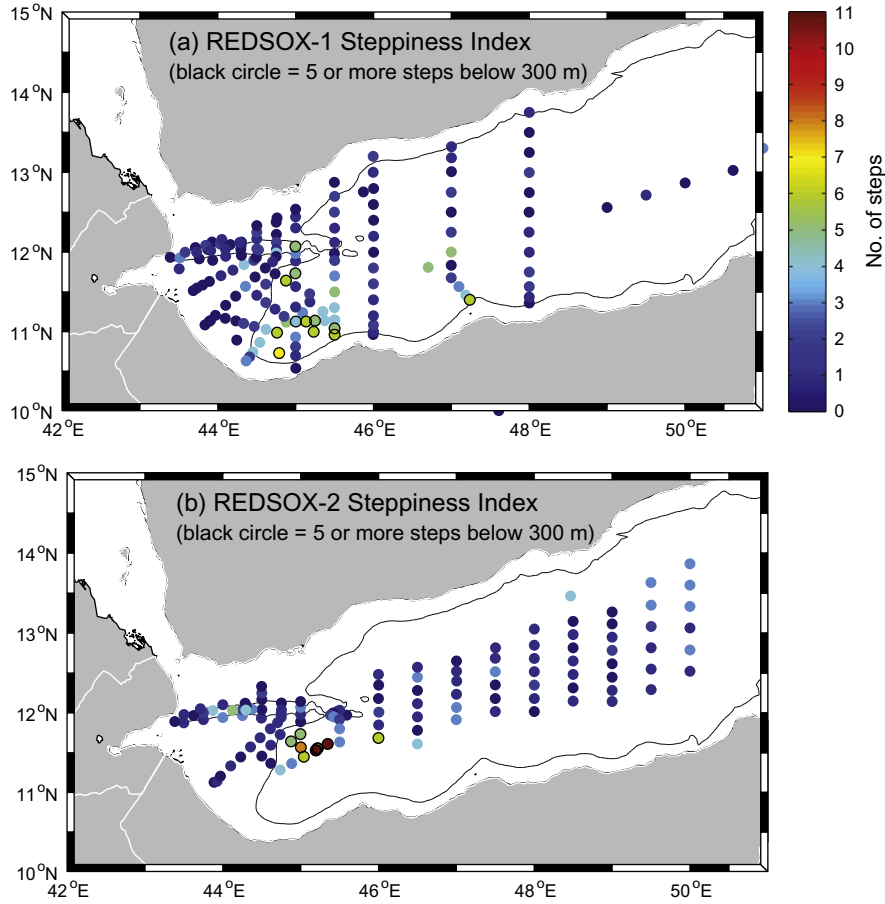 15°N
14°N
13°N
12°N
11°N
10°N
42°E
44°E
46°E
48°E
50°E
(a) REDSOX-1 Steppiness Index
(black circle = 5 or more steps below 300 m)
11
10
9
8
7
6
5
4
3
2
1
0
No. of steps
15°N
14°N
13°N
12°N
11°N
10°N
42°E
44°E
46°E
48°E
50°E
(b) REDSOX-2 Steppiness Index
(black circle = 5 or more steps below 300 m)